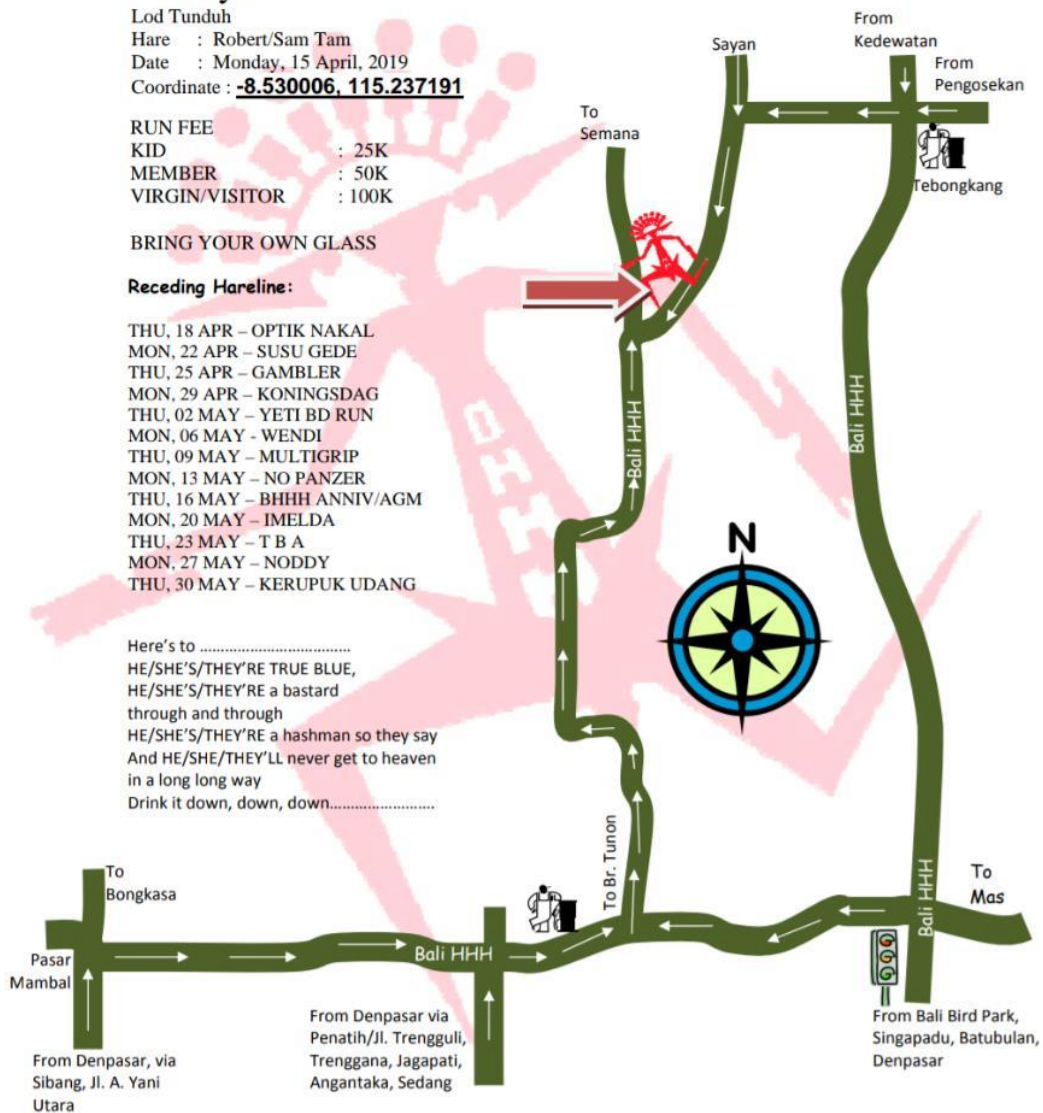 Lod Tunduh
Hare : Robert/Sam Tam
Date : Monday, 15 April, 2019
Coordinate : -8.530006, 115.237191
RUN FEE
KID : 25K
MEMBER : 50K
VIRGIN/VISITOR : 100K
BRING YOUR OWN GLASS
Receding Hareline:
THU, 18 APR – OPTIK NAKAL
MON, 22 APR – SUSU GEDE
THU, 25 APR – GAMBLER
MON, 29 APR – KONINGSDAG
THU, 02 MAY – YETI BD RUN
MON, 06 MAY - WENDI
THU, 09 MAY – MULTIGRIP
MON, 13 MAY – NO PANZER
THU, 16 MAY – BHHH ANNIV/AGM
MON, 20 MAY – IMELDA
THU, 23 MAY – T B A
MON, 27 MAY – NODDY
THU, 30 MAY – KERUPUK UDANG
Here's to ..................................
HE/SHE'S/THEY'RE TRUE BLUE,
HE/SHE'S/THEY'RE a bastard
through and through
HE/SHE'S/THEY'RE a hashman so they say
And HE/SHE/THEY'LL never get to heaven
in a long long way
Drink it down, down, down........................
From
Kedewatan
Sayan
From
Pengosekan
To
Semana
Tebongkang
Bali HHH
Bali HHH
BHHH
N
To Br. Tunon
Bali HHH
To
Mas
To
Bongkasa
Bali HHH
Pasar
Mambal
From Denpasar, via
Sibang, Jl. A. Yani
Utara
From Denpasar via
Penatih/Jl. Trengguli,
Trenggana, Jagapati,
Angantaka, Sedang
G
G
G
From Bali Bird Park,
Singapadu, Batubulan,
Denpasar